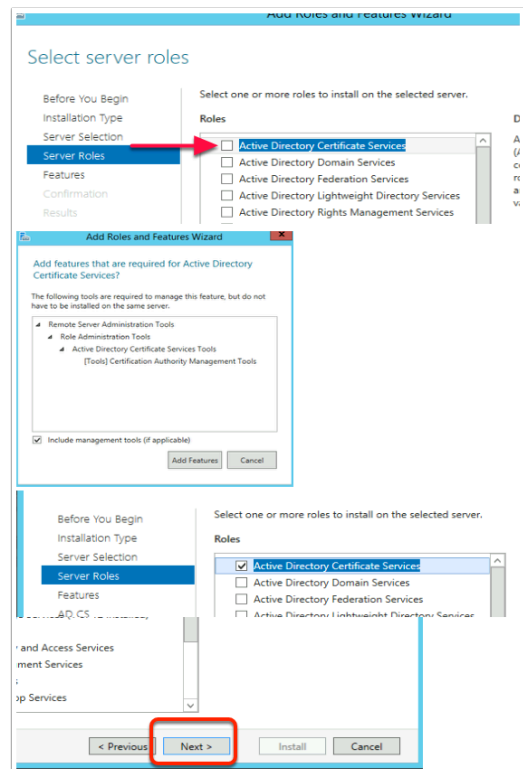 Add Roles and Features Wizard
Select server roles
Before You Begin
Installation Type
Server Selection
Server Roles
Features
Confirmation
Results
Select one or more roles to install on the selected server.
Roles
Active Directory Certificate Services
Active Directory Domain Services
Active Directory Federation Services
Active Directory Lightweight Directory Services
Active Directory Rights Management Services
D
A
(A
c
r
a
v
Add Roles and Features Wizard
Add features that are required for Active Directory
Certificate Services?
The following tools are required to manage this feature, but do not
have to be installed on the same server.
Remote Server Administration Tools
Role Administration Tools
Active Directory Certificate Services Tools
[Tools] Certification Authority Management Tools
Include management tools (if applicable)
Add Features
Cancel
Before You Begin
Installation Type
Server Selection
Server Roles
Features
AD CS
Select one or more roles to install on the selected server.
Roles
Active Directory Certificate Services
Active Directory Domain Services
Active Directory Federation Services
Active Directory Lightweight Directory Services
and Access Services
ment Services
op Services
< Previous
Next >
Install
Cancel